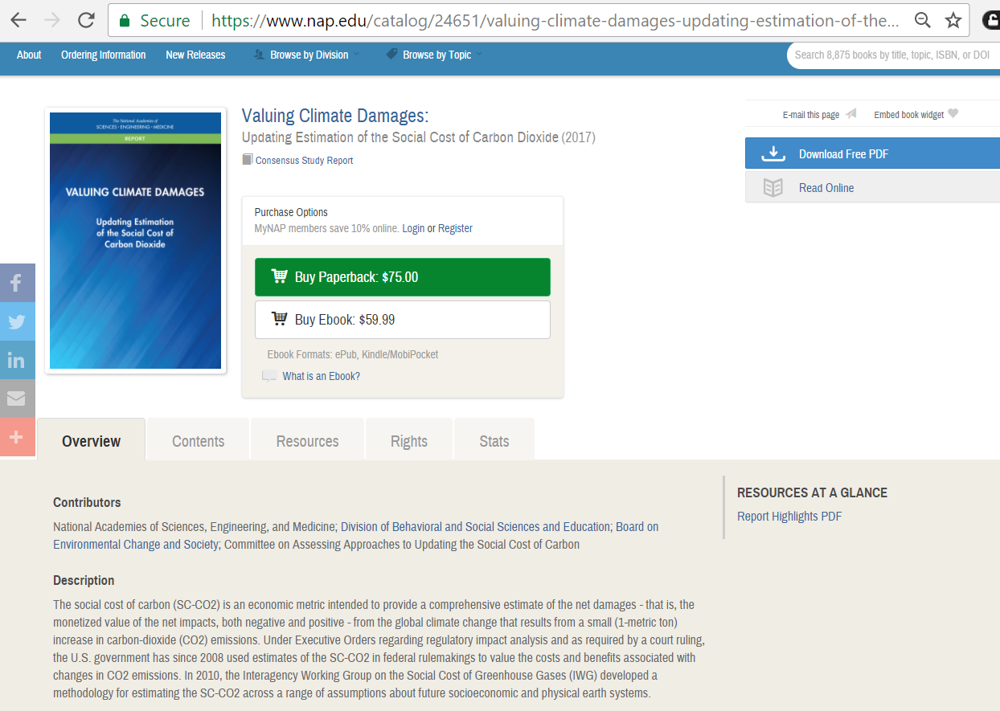 Secure https://www.nap.edu/catalog/24651/valuing-climate-damages-updating-estimation-of-the...
About Ordering Information New Releases Browse by Division Browse by Topic Search 8,875 books by title, topic, ISBN, or DOI
The National Academies of
SCIENCES • ENGINEERING • MEDICINE
REPORT
VALUING CLIMATE DAMAGES
Updating Estimation
of the Social Cost of
Carbon Dioxide
Valuing Climate Damages:
Updating Estimation of the Social Cost of Carbon Dioxide (2017)
Consensus Study Report
E-mail this page Embed book widget
Download Free PDF
Read Online
Purchase Options
MyNAP members save 10% online. Login or Register
Buy Paperback: $75.00
Buy Ebook: $59.99
Ebook Formats: ePub, Kindle/MobiPocket
What is an Ebook?
Overview Contents Resources Rights Stats
Contributors
National Academies of Sciences, Engineering, and Medicine; Division of Behavioral and Social Sciences and Education; Board on
Environmental Change and Society; Committee on Assessing Approaches to Updating the Social Cost of Carbon
Description
The social cost of carbon (SC-CO2) is an economic metric intended to provide a comprehensive estimate of the net damages - that is, the
monetized value of the net impacts, both negative and positive - from the global climate change that results from a small (1-metric ton)
increase in carbon-dioxide (CO2) emissions. Under Executive Orders regarding regulatory impact analysis and as required by a court ruling,
the U.S. government has since 2008 used estimates of the SC-CO2 in federal rulemakings to value the costs and benefits associated with
changes in CO2 emissions. In 2010, the Interagency Working Group on the Social Cost of Greenhouse Gases (IWG) developed a
methodology for estimating the SC-CO2 across a range of assumptions about future socioeconomic and physical earth systems.
RESOURCES AT A GLANCE
Report Highlights PDF